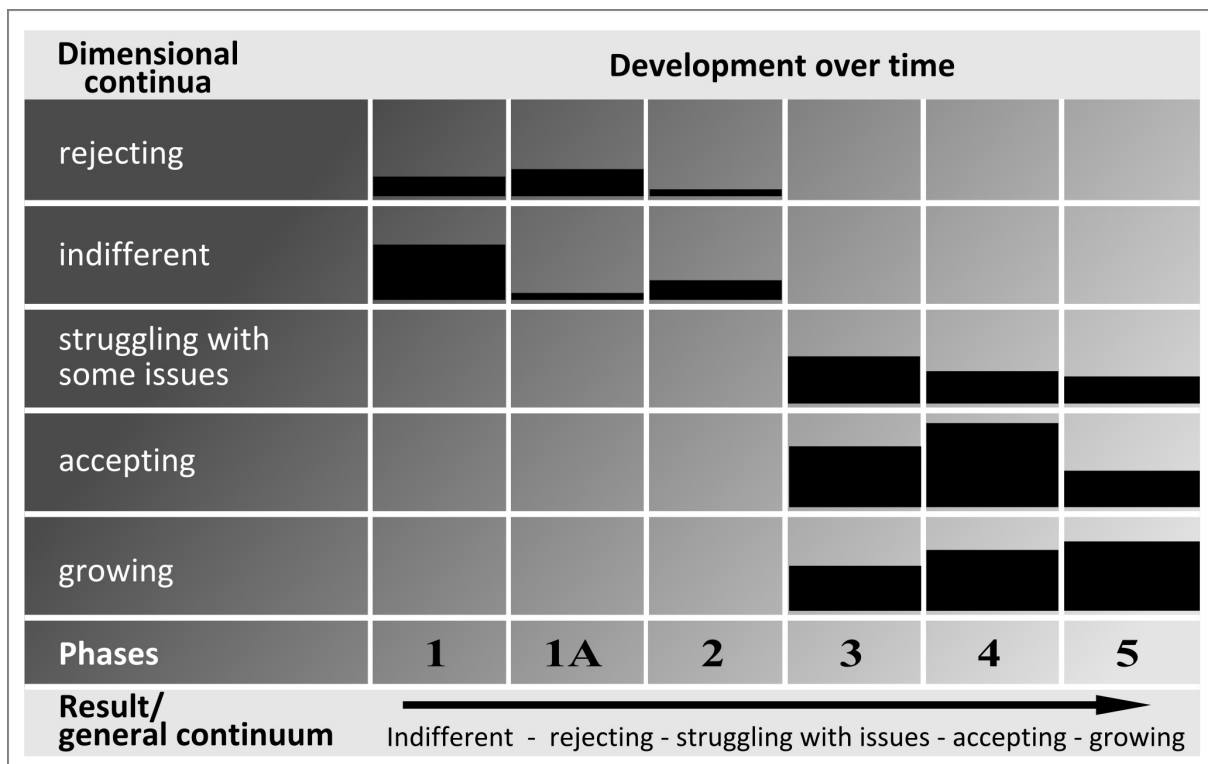 Dimensional
continua
Development over time
rejecting
indifferent
struggling with
some issues
accepting
growing
Phases 1 1A 2 3 4 5
Result/
general continuum
Indifferent - rejecting - struggling with issues - accepting - growing